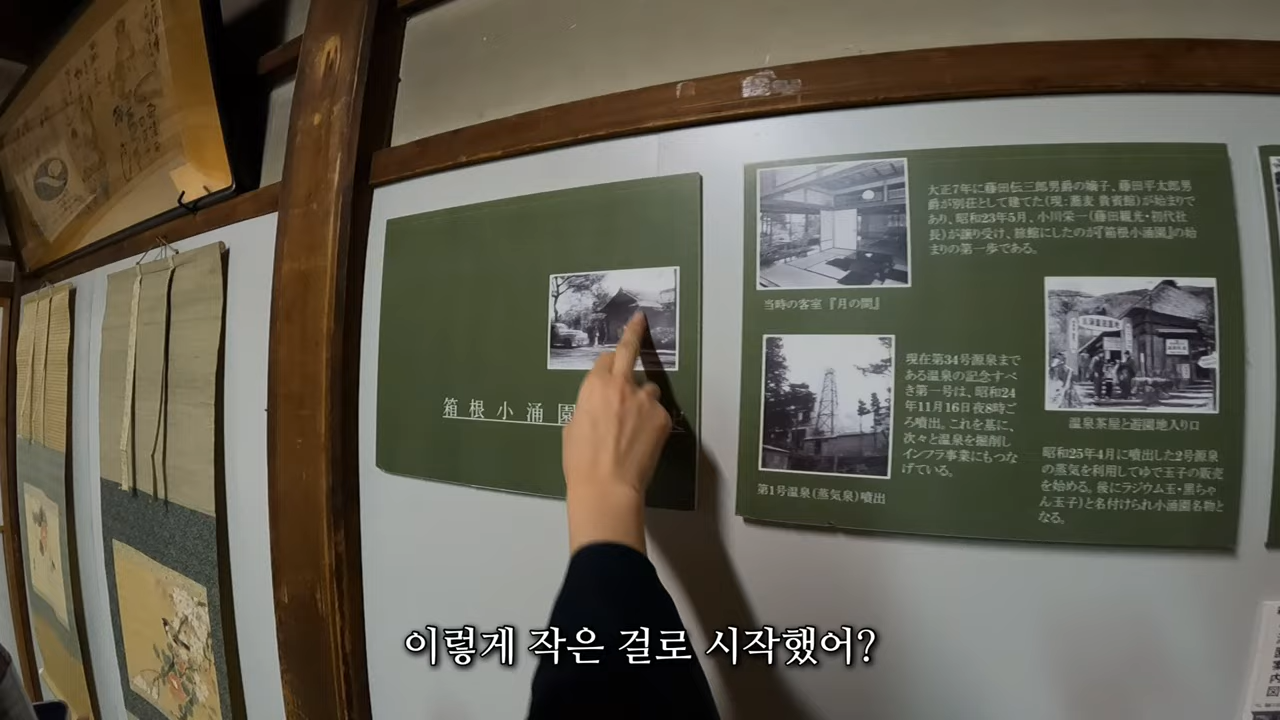 箱根小涌園
大正7年に藤田伝三郎男爵の嫡子、藤田平太郎男
爵が別荘として建てた(現:蕎麦 貴賓館)が始まりで
あり、昭和23年5月、小川栄一(藤田観光・初代社
長)が譲り受け、旅館にしたのが『箱根小涌園』の始
まりの第一歩である。
当時の客室『月の間』
現在第34号源泉まで
ある温泉の記念すべ
き第一号は、昭和24
年11月16日夜8時ご
ろ噴出。これを基に、
次々と温泉を掘削し
インフラ事業にもつな
げている。
第1号温泉(蒸気泉)噴出
温泉茶屋と遊園地入り口
昭和25年4月に噴出した2号源泉
の蒸気を利用してゆで玉子の販売
を始める。後にラジウム玉・黒ちゃ
ん玉子)と名付けられ小涌園名物と
なる。
内図
이렇게 작은 걸로 시작했어?